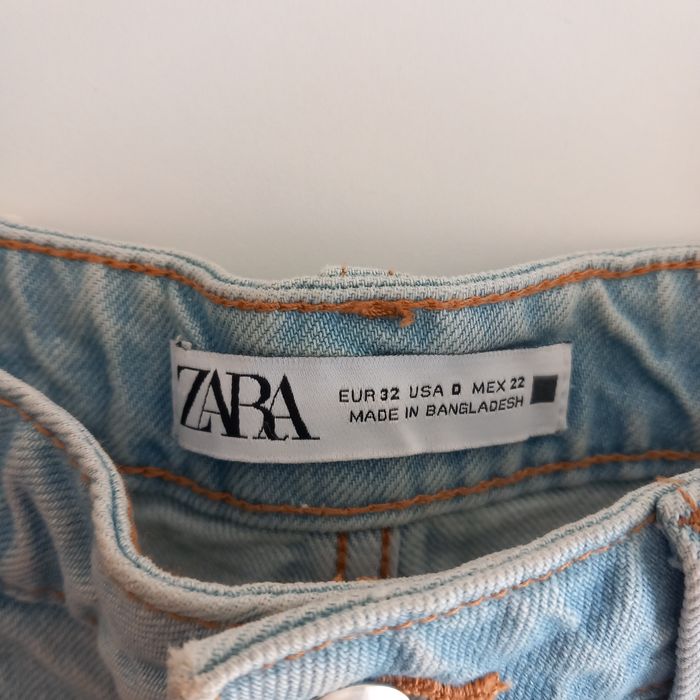 ZARA
EUR 32 USA 0 MEX 22
MADE IN BANGLADESH